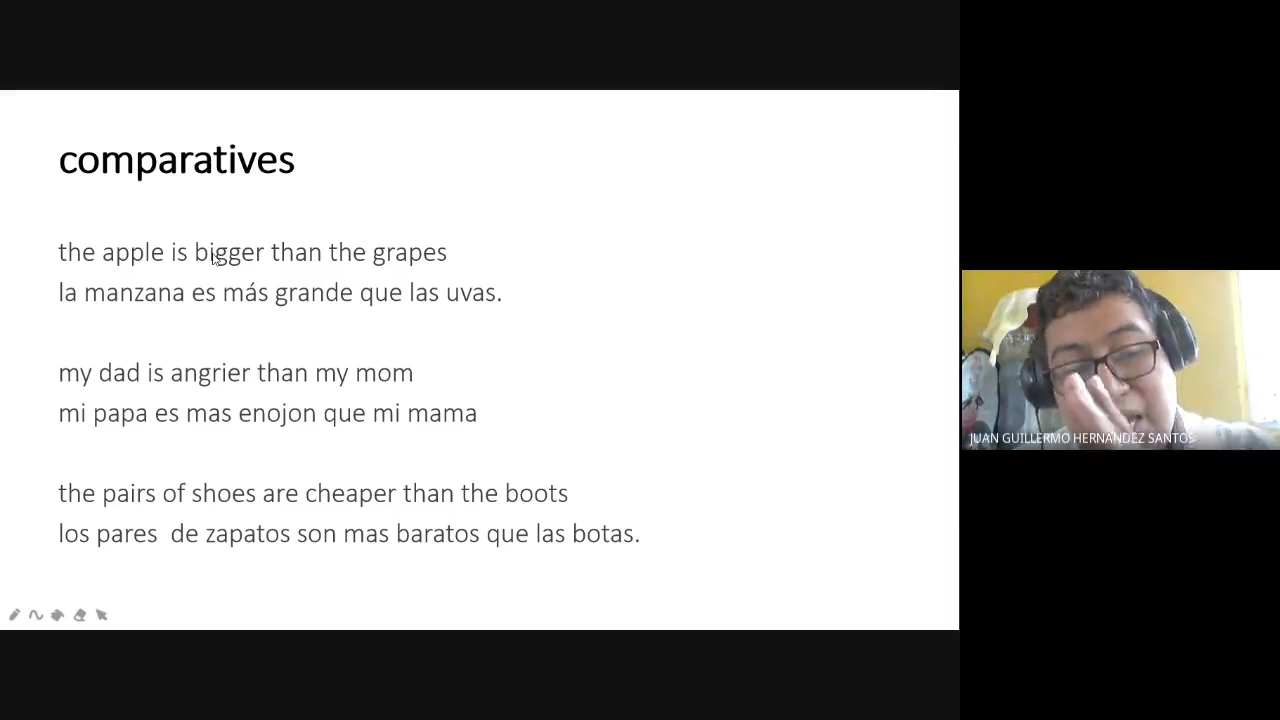 comparatives
the apple is bigger than the grapes
la manzana es más grande que las uvas.
my dad is angrier than my mom
mi papa es mas enojon que mi mama
the pairs of shoes are cheaper than the boots
los pares  de zapatos son mas baratos que las botas.
JUAN GUILLERMO HERNANDEZ SANTOS